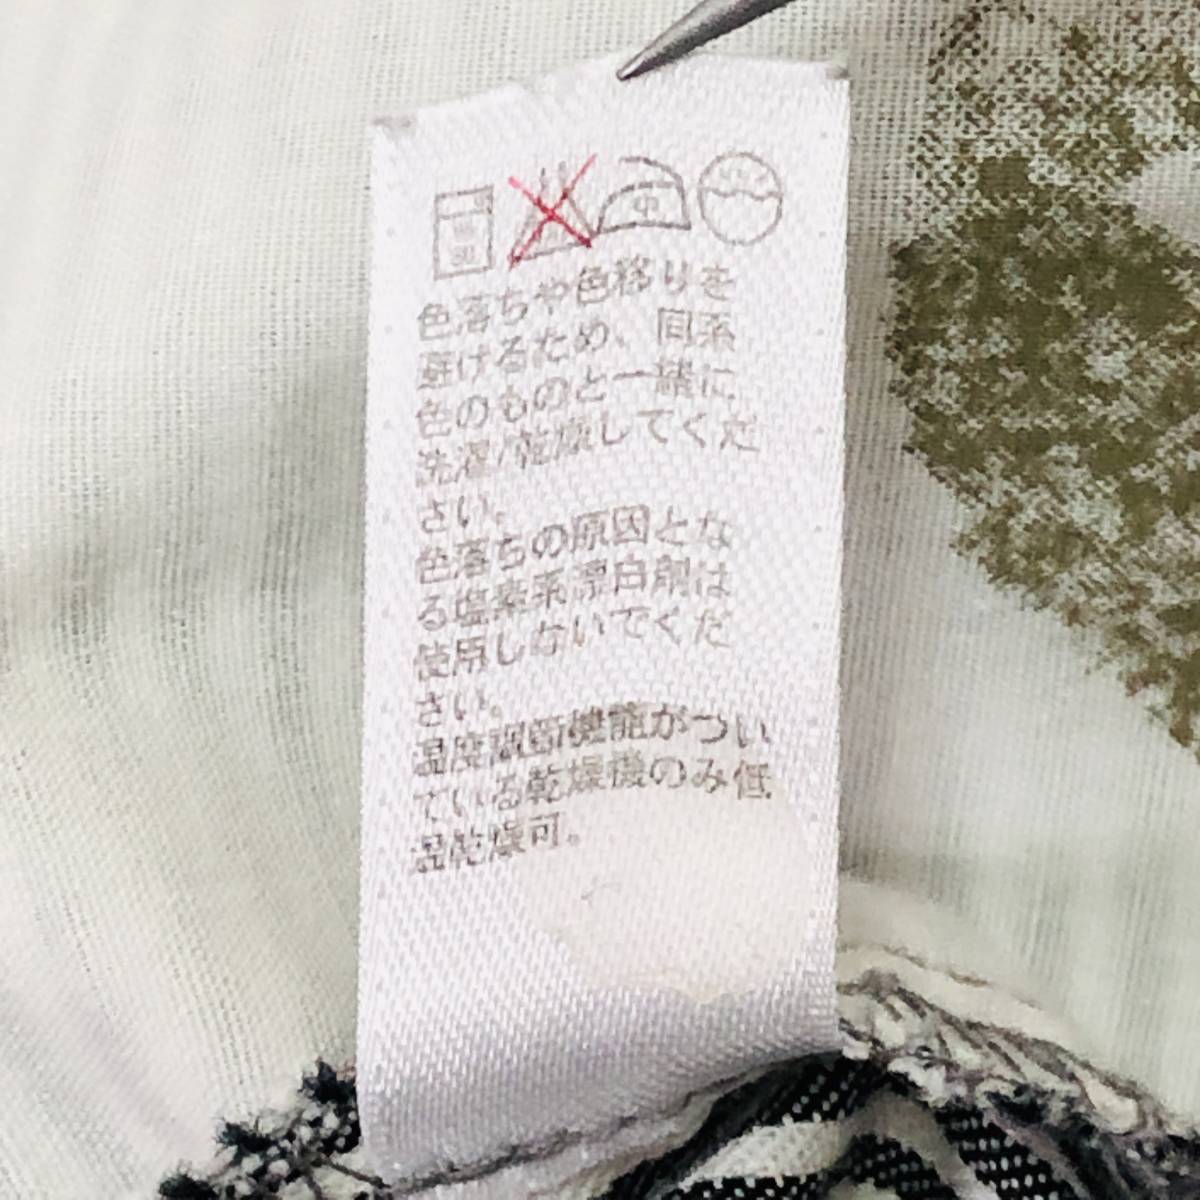 中
色落ちや色移りを
避けるため、同系
色のものと一緒に
洗濯/乾燥してくだ
さい。
色落ちの原因とな
る塩素系漂白剤は
使用しないでくだ
さい。
温度調節機能がつい
ている乾燥機のみ低
温乾燥可。